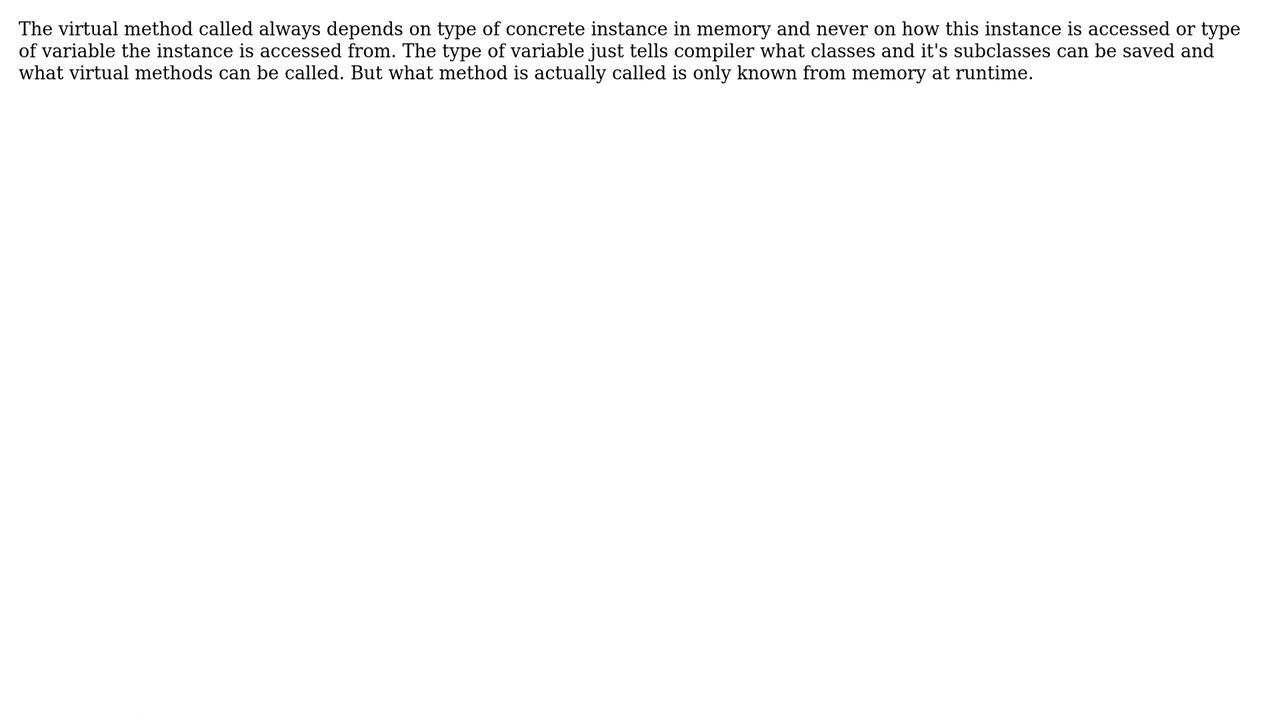 The virtual method called always depends on type of concrete instance in memory and never on how this instance is accessed or type
of variable the instance is accessed from. The type of variable just tells compiler what classes and it's subclasses can be saved and
what virtual methods can be called. But what method is actually called is only known from memory at runtime.